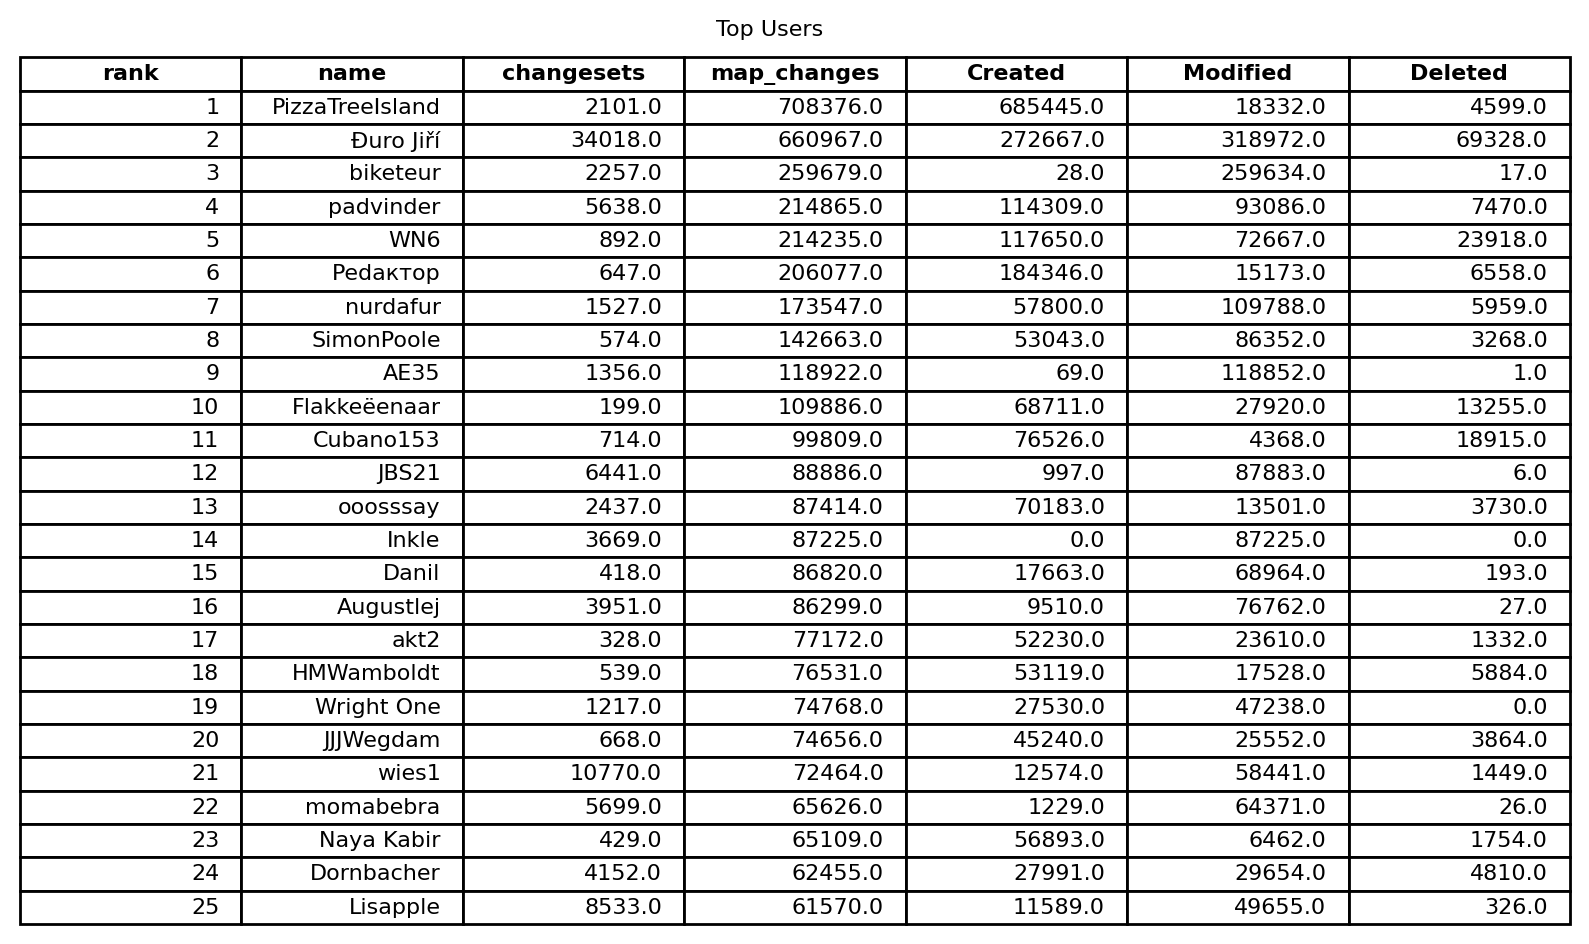 Top Users
rank name changesets map_changes Created Modified Deleted
1 PizzaTreeIsland 2101.0 708376.0 685445.0 18332.0 4599.0
2 Đuro Jiří 34018.0 660967.0 272667.0 318972.0 69328.0
3 biketeur 2257.0 259679.0 28.0 259634.0 17.0
4 padvinder 5638.0 214865.0 114309.0 93086.0 7470.0
5 WN6 892.0 214235.0 117650.0 72667.0 23918.0
6 Редактор 647.0 206077.0 184346.0 15173.0 6558.0
7 nurdafur 1527.0 173547.0 57800.0 109788.0 5959.0
8 SimonPoole 574.0 142663.0 53043.0 86352.0 3268.0
9 AE35 1356.0 118922.0 69.0 118852.0 1.0
10 Flakkeëenaar 199.0 109886.0 68711.0 27920.0 13255.0
11 Cubano153 714.0 99809.0 76526.0 4368.0 18915.0
12 JBS21 6441.0 88886.0 997.0 87883.0 6.0
13 ooosssay 2437.0 87414.0 70183.0 13501.0 3730.0
14 Inkle 3669.0 87225.0 0.0 87225.0 0.0
15 Danil 418.0 86820.0 17663.0 68964.0 193.0
16 Augustlej 3951.0 86299.0 9510.0 76762.0 27.0
17 akt2 328.0 77172.0 52230.0 23610.0 1332.0
18 HMWamboldt 539.0 76531.0 53119.0 17528.0 5884.0
19 Wright One 1217.0 74768.0 27530.0 47238.0 0.0
20 JJJWegdam 668.0 74656.0 45240.0 25552.0 3864.0
21 wies1 10770.0 72464.0 12574.0 58441.0 1449.0
22 momabebra 5699.0 65626.0 1229.0 64371.0 26.0
23 Naya Kabir 429.0 65109.0 56893.0 6462.0 1754.0
24 Dornbacher 4152.0 62455.0 27991.0 29654.0 4810.0
25 Lisapple 8533.0 61570.0 11589.0 49655.0 326.0